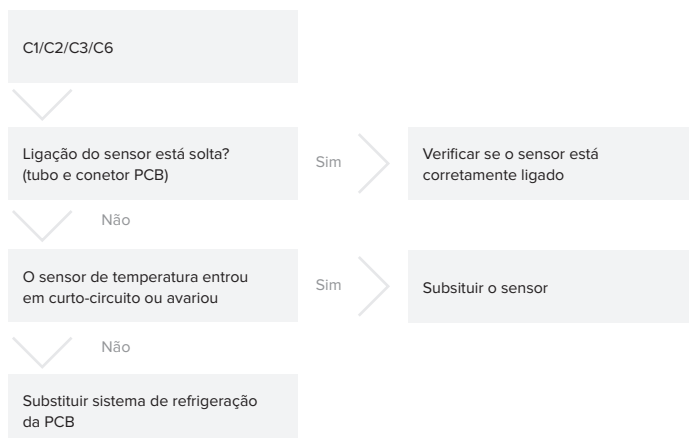 C1/C2/C3/C6
Ligação do sensor está solta?
(tubo e conetor PCB)
Sim
Verificar se o sensor está
corretamente ligado
Não
O sensor de temperatura entrou
em curto-circuito ou avariou
Sim
Subsituir o sensor
Não
Substituir sistema de refrigeração
da PCB